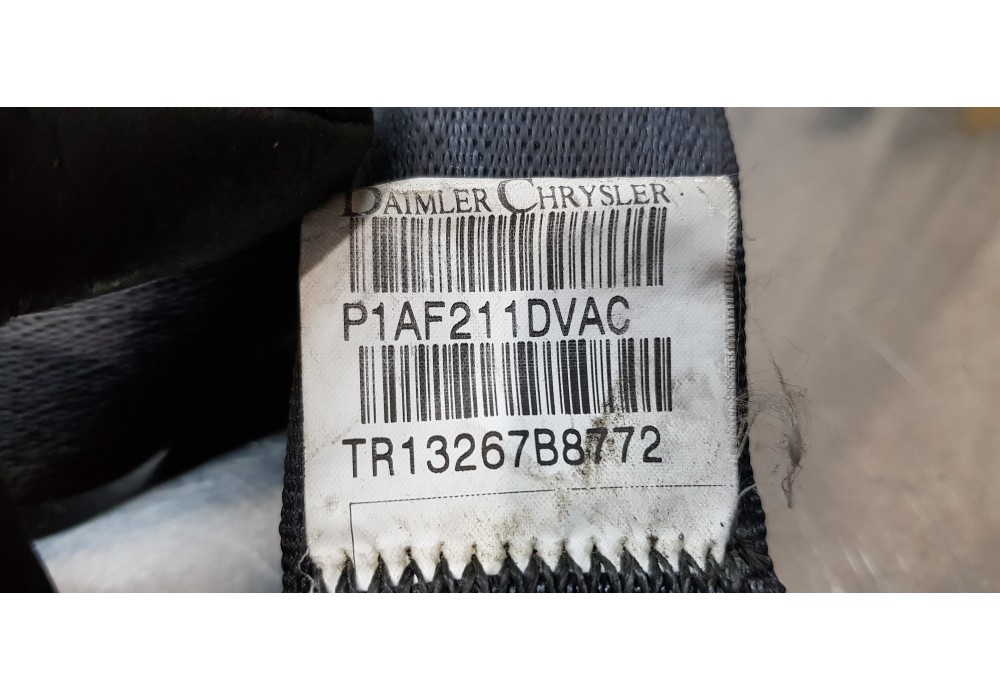 DAIMLER CHRYSLER
P1AF211DVAC
TR13267B8772